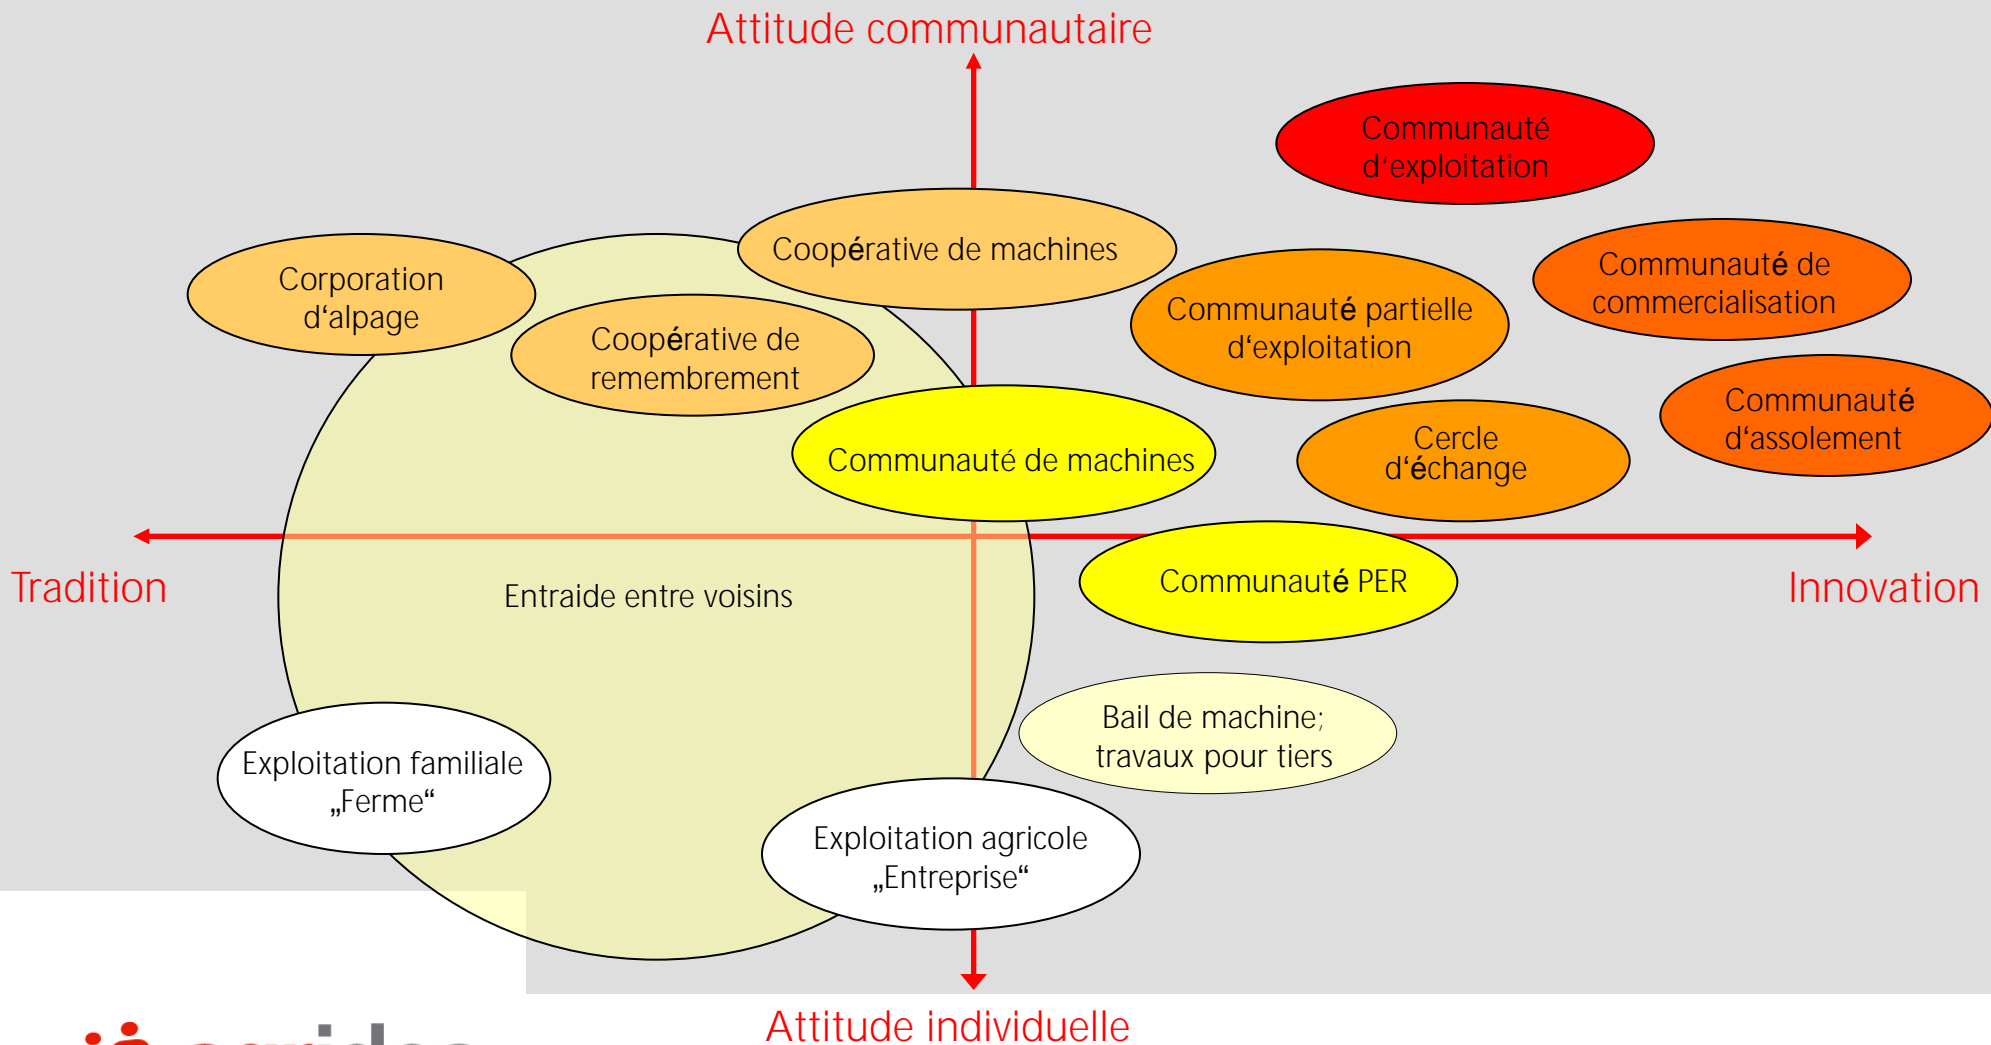 Attitude communautaire
Communauté
d‘exploitation
Coopérative de machines
Corporation
d‘alpage
Communauté de
commercialisation
Communauté partielle
d‘exploitation
Coopérative de
remembrement
Communauté
d‘assolement
Cercle
d‘échange
Communauté de machines
Tradition
Innovation
Communauté PER
Entraide entre voisins
Bail de machine;
travaux pour tiers
Exploitation familiale
„Ferme“
Exploitation agricole
„Entreprise“
Attitude individuelle